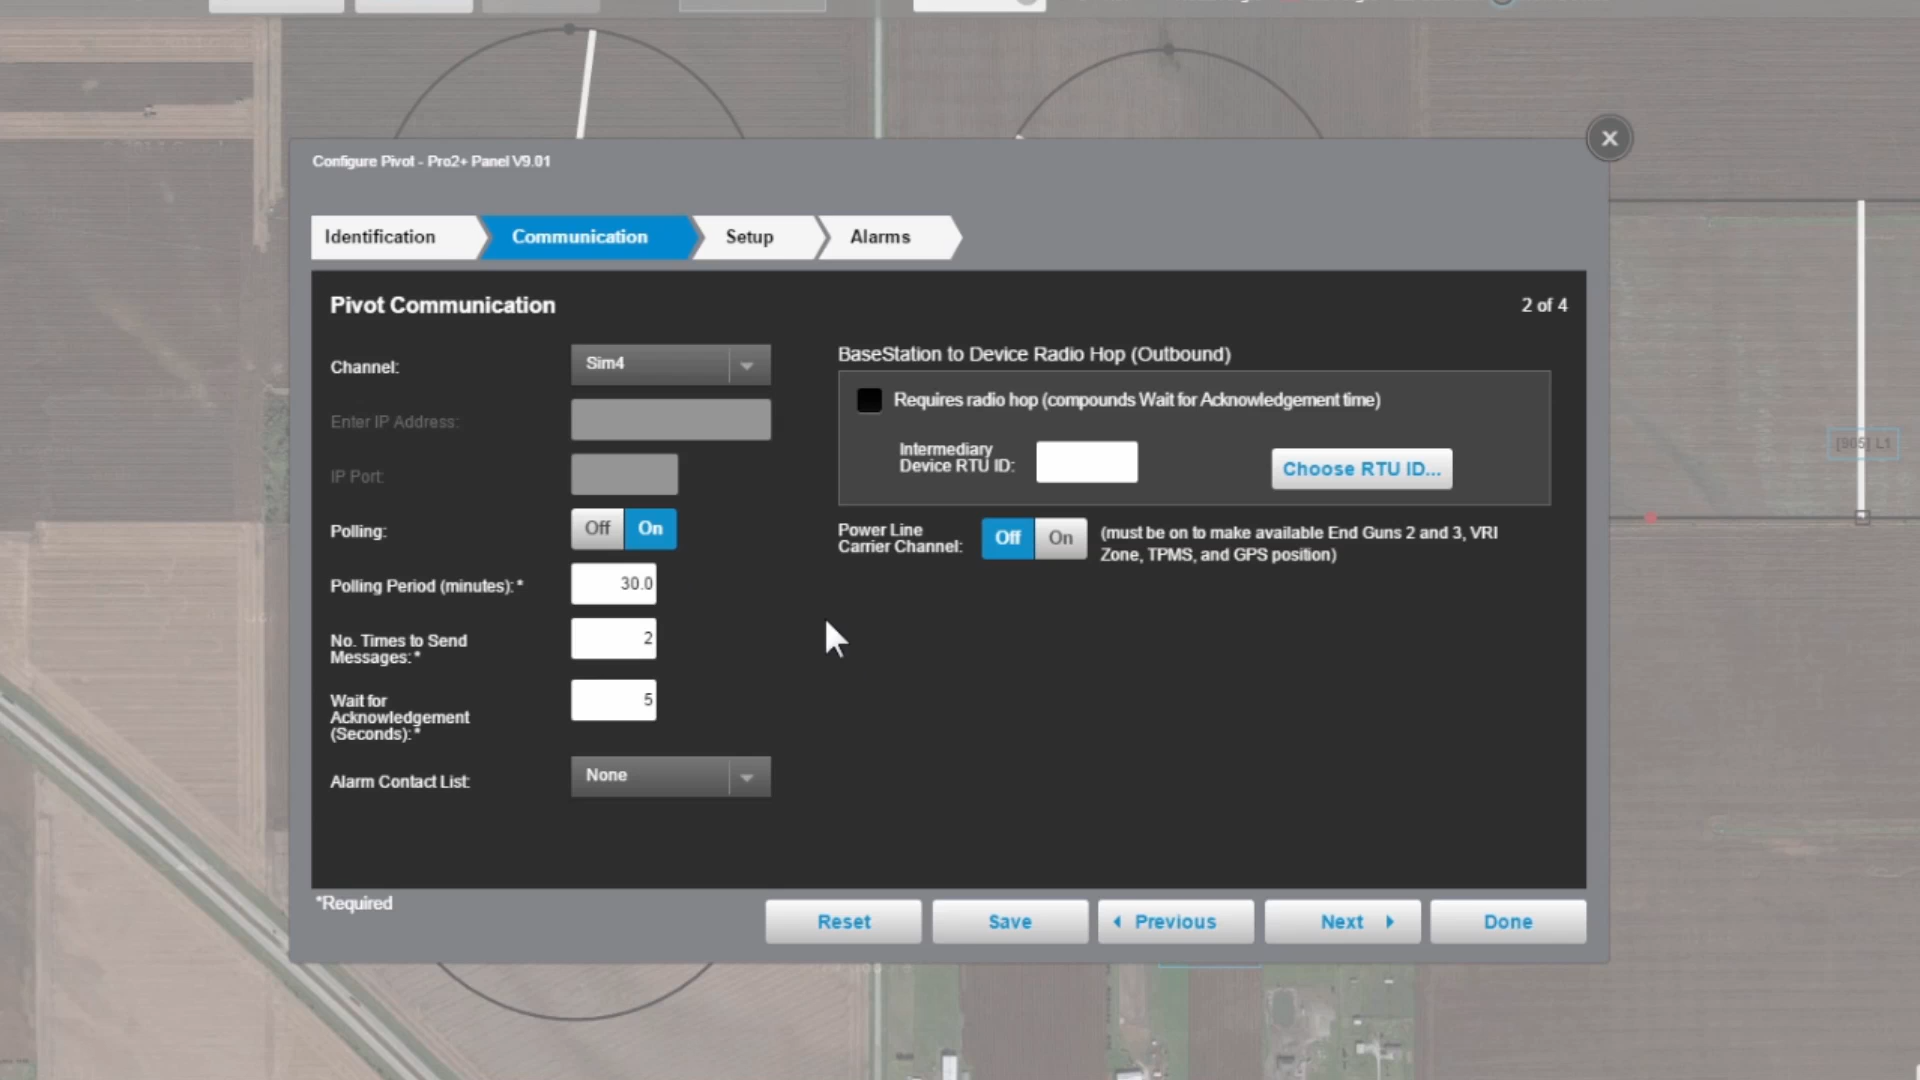 Configure Pivot - Pro2+ Panel V9.01
Identification
Communication
Setup
Alarms
Pivot Communication
2 of 4
Channel:
Sim4
Enter IP Address:
IP Port:
Polling:
Off
On
Polling Period (minutes):*
30.0
No. Times to Send
Messages:*
2
Wait for
Acknowledgement
(Seconds):*
5
Alarm Contact List:
None
BaseStation to Device Radio Hop (Outbound)
Requires radio hop (compounds Wait for Acknowledgement time)
Intermediary
Device RTU ID:
Choose RTU ID...
Power Line
Carrier Channel:
Off
On
(must be on to make available End Guns 2 and 3, VRI
Zone, TPMS, and GPS position)
*Required
Reset
Save
Previous
Next
Done
[905] L1